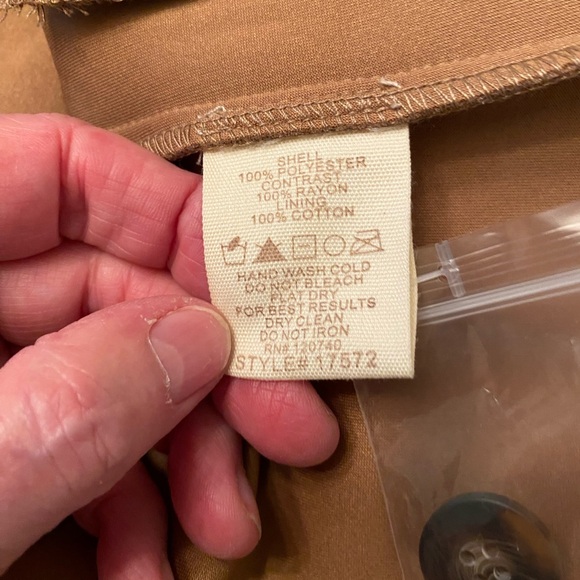 SHELL
100% POLYESTER
CONTRAST
100% RAYON
LINING
100% COTTON
HAND WASH COLD
DO NOT BLEACH
FLAT DRY
FOR BEST RESULTS
DRY CLEAN
DO NOT IRON
RN# 130740
STYLE# 17572